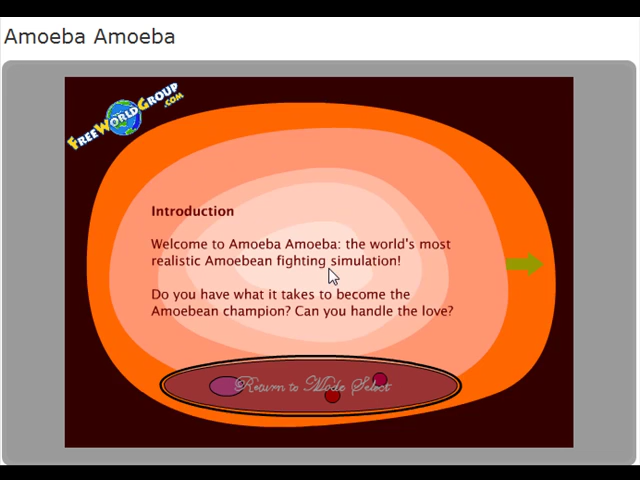 Amoeba Amoeba
FreeWorldGroup.com
Introduction
Welcome to Amoeba Amoeba: the world's most
realistic Amoebean fighting simulation!
Do you have what it takes to become the
Amoebean champion? Can you handle the love?
Return to Mode Select